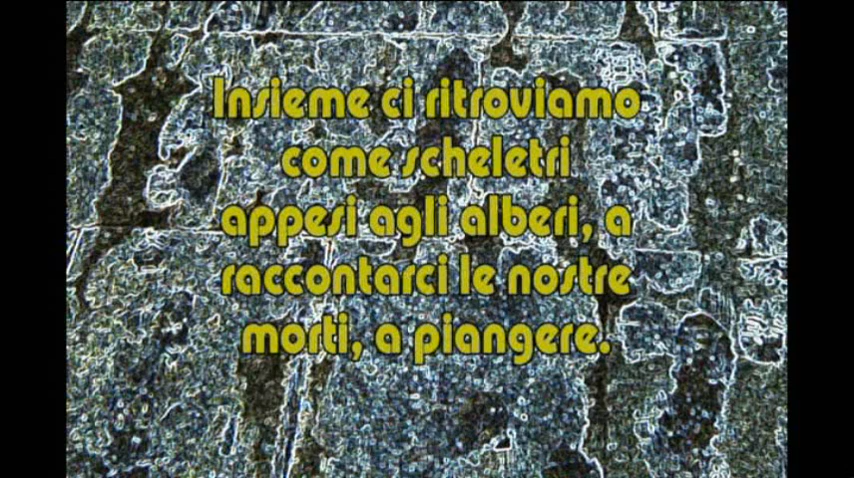 Insieme ci ritroviamo
come scheletri
appesi agli alberi, a
raccontarci le nostre
morti, a piangere.